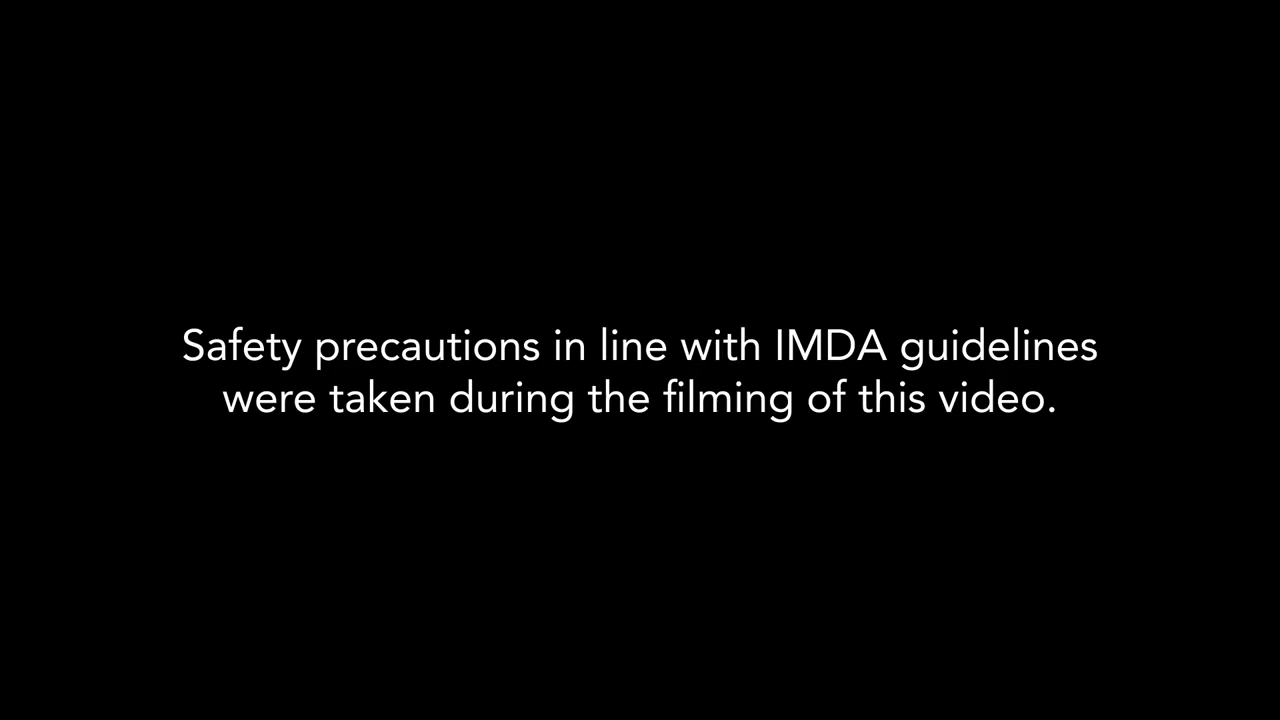 Safety precautions in line with IMDA guidelines
were taken during the filming of this video.